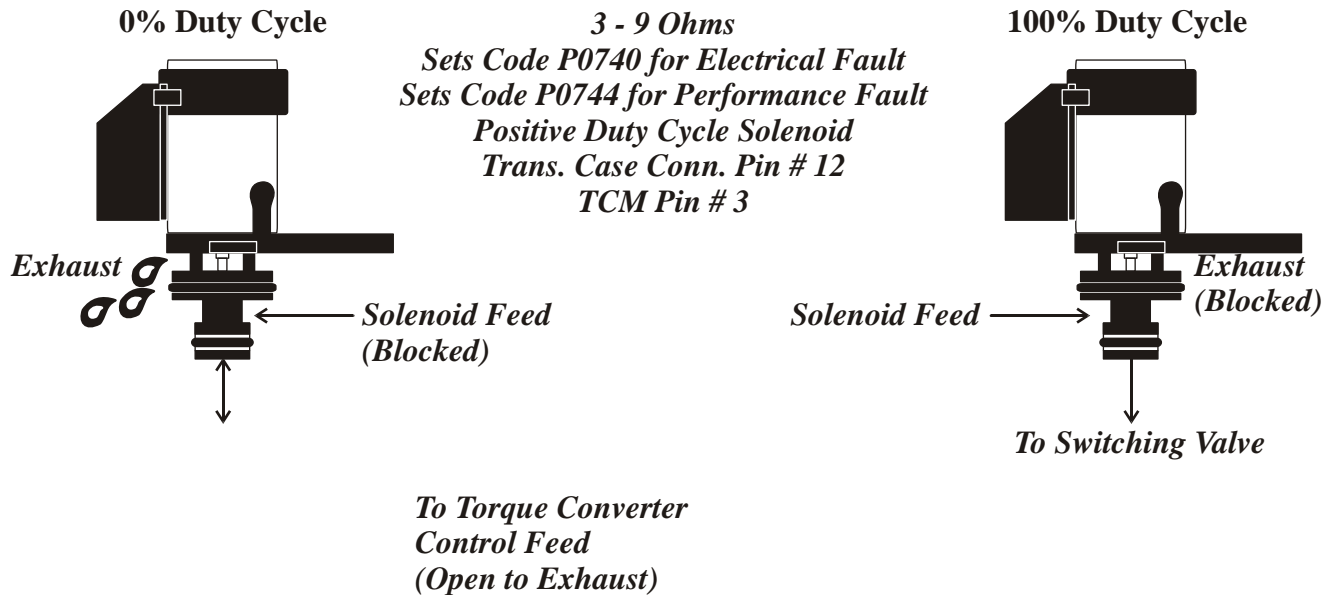 0% Duty Cycle
3 - 9 Ohms
Sets Code P0740 for Electrical Fault
Sets Code P0744 for Performance Fault
Positive Duty Cycle Solenoid
Trans. Case Conn. Pin # 12
TCM Pin # 3
100% Duty Cycle
Exhaust
Solenoid Feed
(Blocked)
Solenoid Feed
Exhaust
(Blocked)
To Switching Valve
To Torque Converter
Control Feed
(Open to Exhaust)